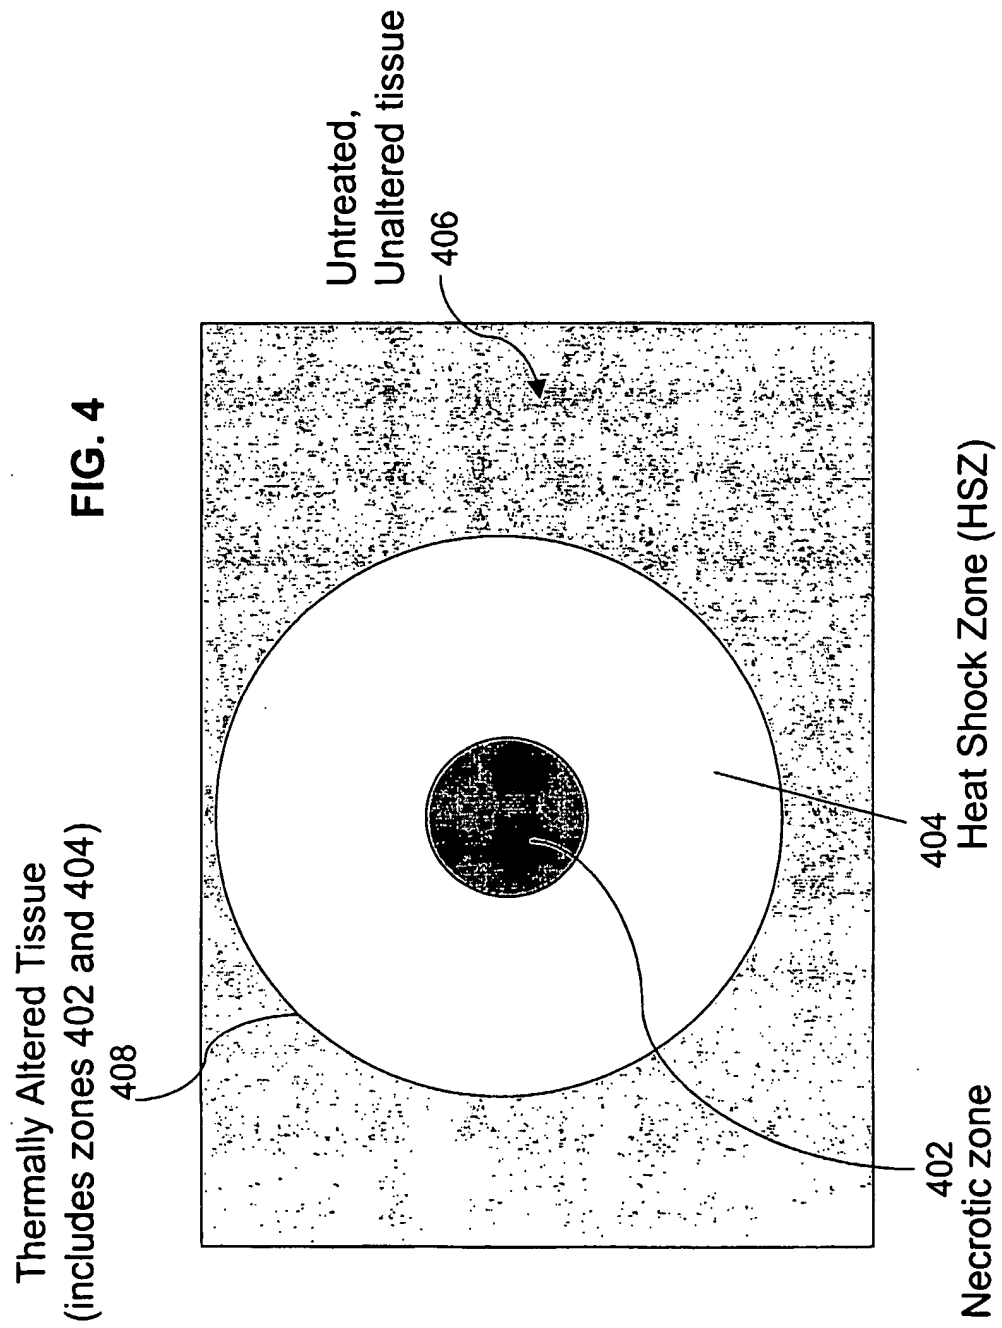 FIG. 4
Thermally Altered Tissue
(includes zones 402 and 404)
408
Untreated,
Unaltered tissue
406
402
Necrotic zone
404
Heat Shock Zone (HSZ)